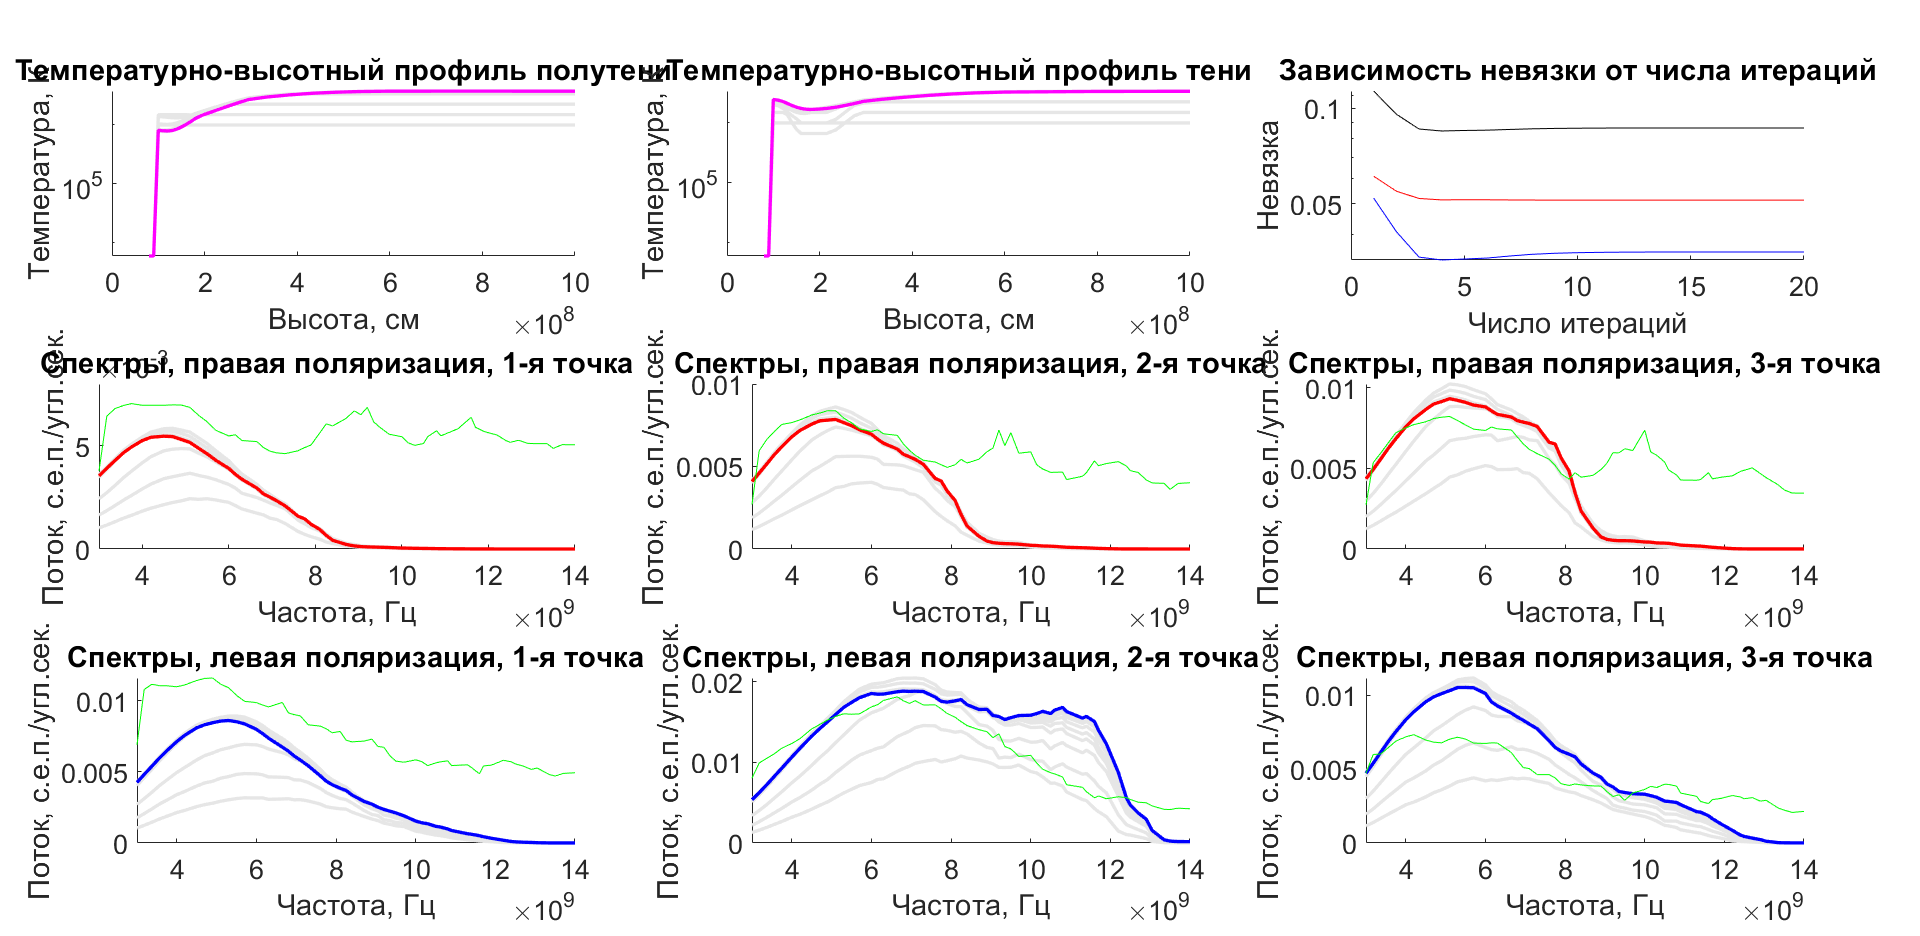 Температурно-высотный профиль полутени
Температура, К
10^5
0 2 4 6 8 10
Высота, см
×10^8
Температурно-высотный профиль тени
Температура, К
10^5
0 2 4 6 8 10
Высота, см
×10^8
Зависимость невязки от числа итераций
Невязка
0.1
0.05
0 5 10 15 20
Число итераций
Спектры, правая поляризация, 1-я точка
Поток, с.е.п./угл.сек.
5
0
4 6 8 10 12 14
Частота, Гц
×10^9
Спектры, правая поляризация, 2-я точка
Поток, с.е.п./угл.сек.
0.01
0.005
0
4 6 8 10 12 14
Частота, Гц
×10^9
Спектры, правая поляризация, 3-я точка
Поток, с.е.п./угл.сек.
0.01
0.005
0
4 6 8 10 12 14
Частота, Гц
×10^9
Спектры, левая поляризация, 1-я точка
Поток, с.е.п./угл.сек.
0.01
0.005
0
4 6 8 10 12 14
Частота, Гц
×10^9
Спектры, левая поляризация, 2-я точка
Поток, с.е.п./угл.сек.
0.02
0.01
0
4 6 8 10 12 14
Частота, Гц
×10^9
Спектры, левая поляризация, 3-я точка
Поток, с.е.п./угл.сек.
0.01
0.005
0
4 6 8 10 12 14
Частота, Гц
×10^9